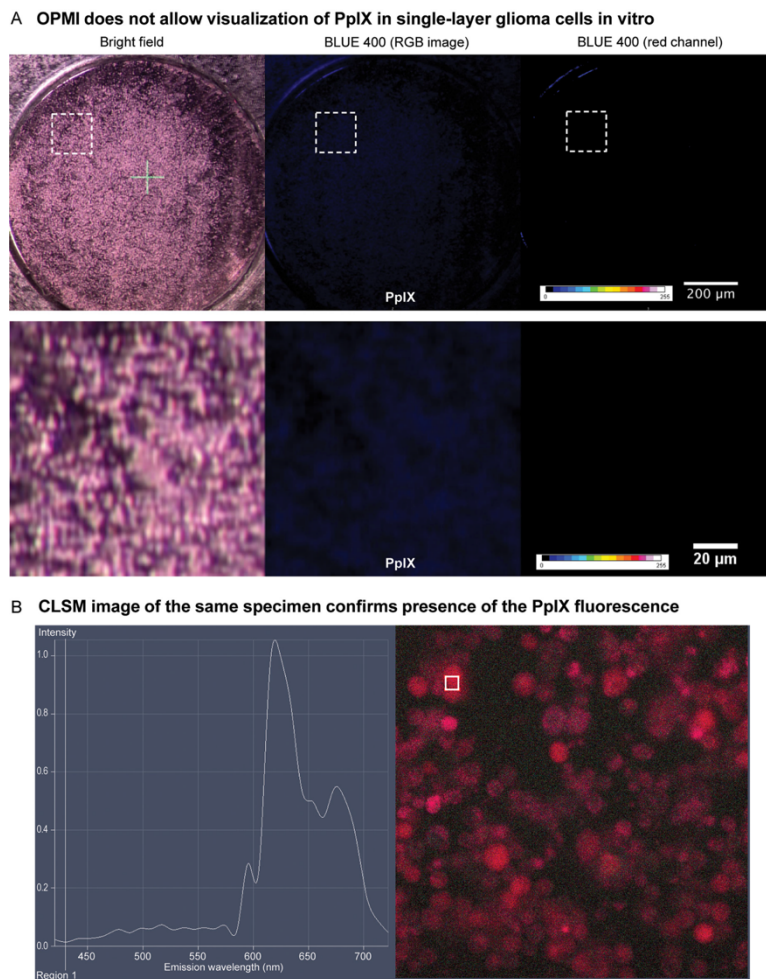 A OPMI does not allow visualization of PpIX in single-layer glioma cells in vitro
Bright field BLUE 400 (RGB image) BLUE 400 (red channel)
PpIX
0 255
200 µm
PpIX
0 255
20 µm
B CLSM image of the same specimen confirms presence of the PpIX fluorescence
Intensity
1.0
0.8
0.6
0.4
0.2
0.0
450 500 550 600 650 700
Emission wavelength (nm)
Region 1